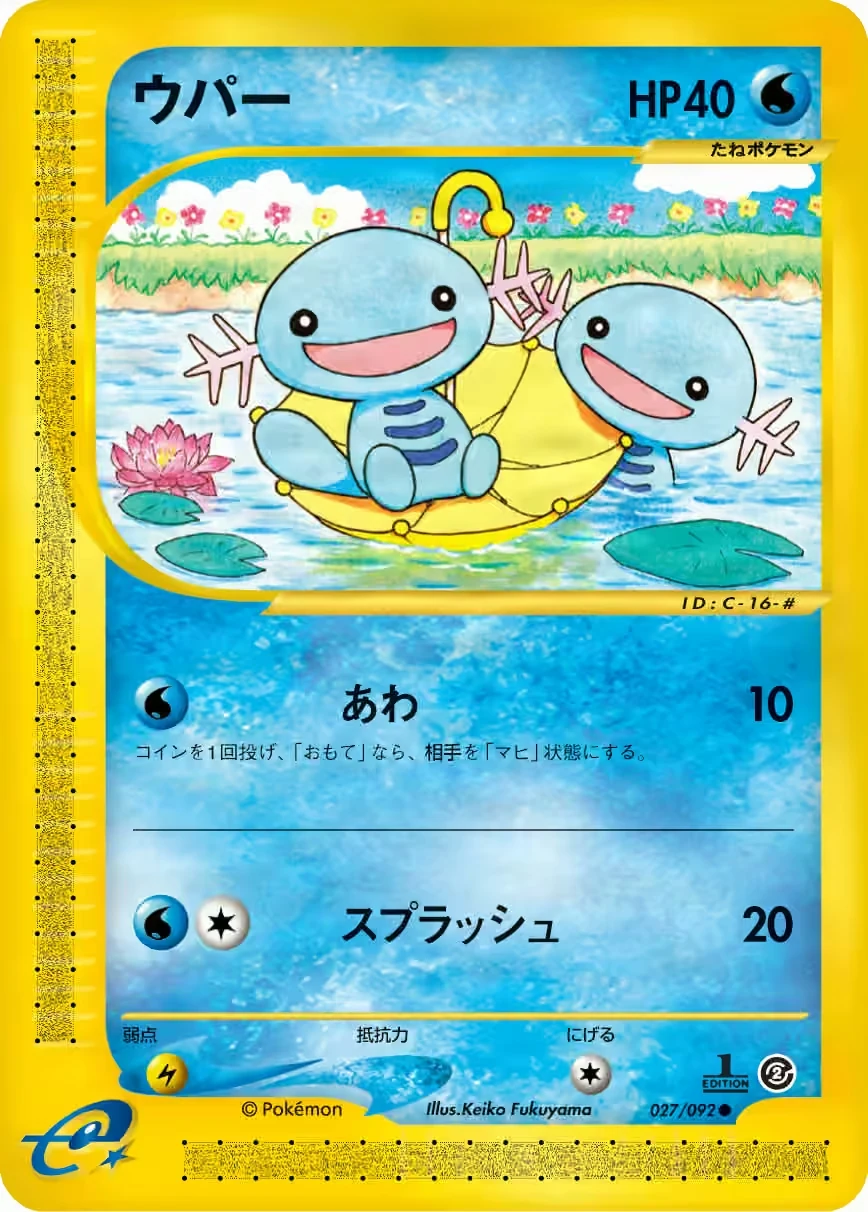 ウパー
HP40
たねポケモン
ID:C-16-#
あわ 10
コインを1回投げ、「おもて」なら、相手を「マヒ」状態にする。
スプラッシュ 20
弱点 抵抗力 にげる
1 EDITION
2
© Pokémon Illus.Keiko Fukuyama 027/092●
e